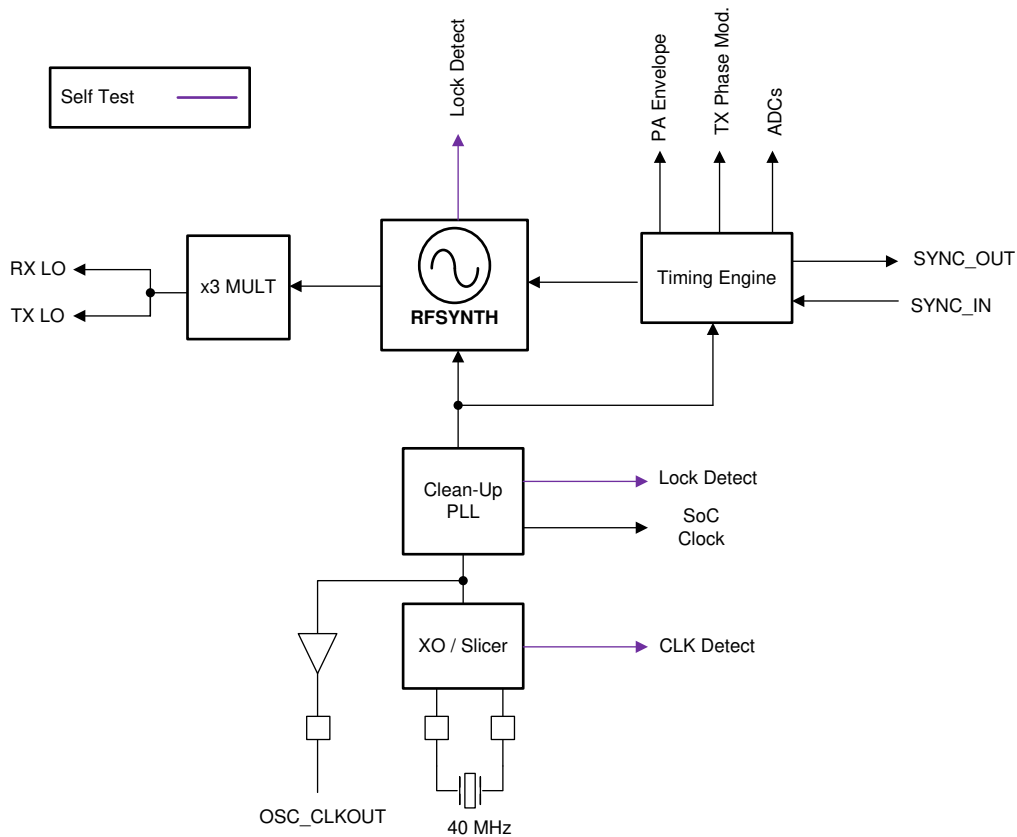 Lock Detect
PA Envelope
TX Phase Mod.
ADCs
Self Test
RX LO
TX LO
x3 MULT
RFSYNTH
Timing Engine
SYNC_OUT
SYNC_IN
Clean-Up
PLL
Lock Detect
SoC
Clock
XO / Slicer
CLK Detect
OSC_CLKOUT
40 MHz